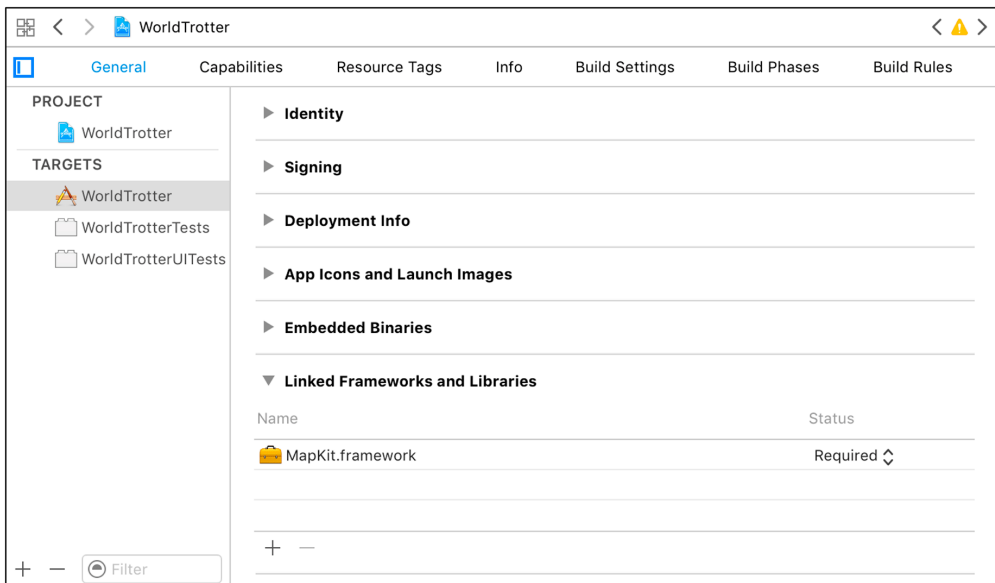 WorldTrotter
General Capabilities Resource Tags Info Build Settings Build Phases Build Rules
PROJECT
WorldTrotter
TARGETS
WorldTrotter
WorldTrotterTests
WorldTrotterUITests
Filter
Identity
Signing
Deployment Info
App Icons and Launch Images
Embedded Binaries
Linked Frameworks and Libraries
Name Status
MapKit.framework Required